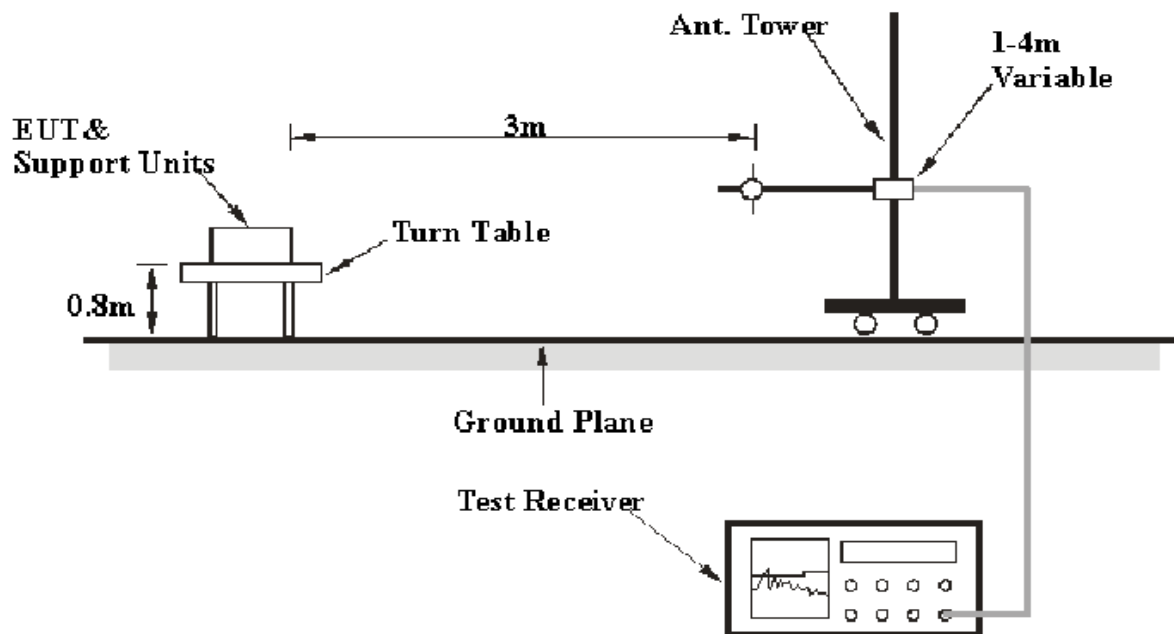 Ant. Tower
1-4m
Variable
3m
EUT&
Support Units
Turn Table
0.8m
Ground Plane
Test Receiver